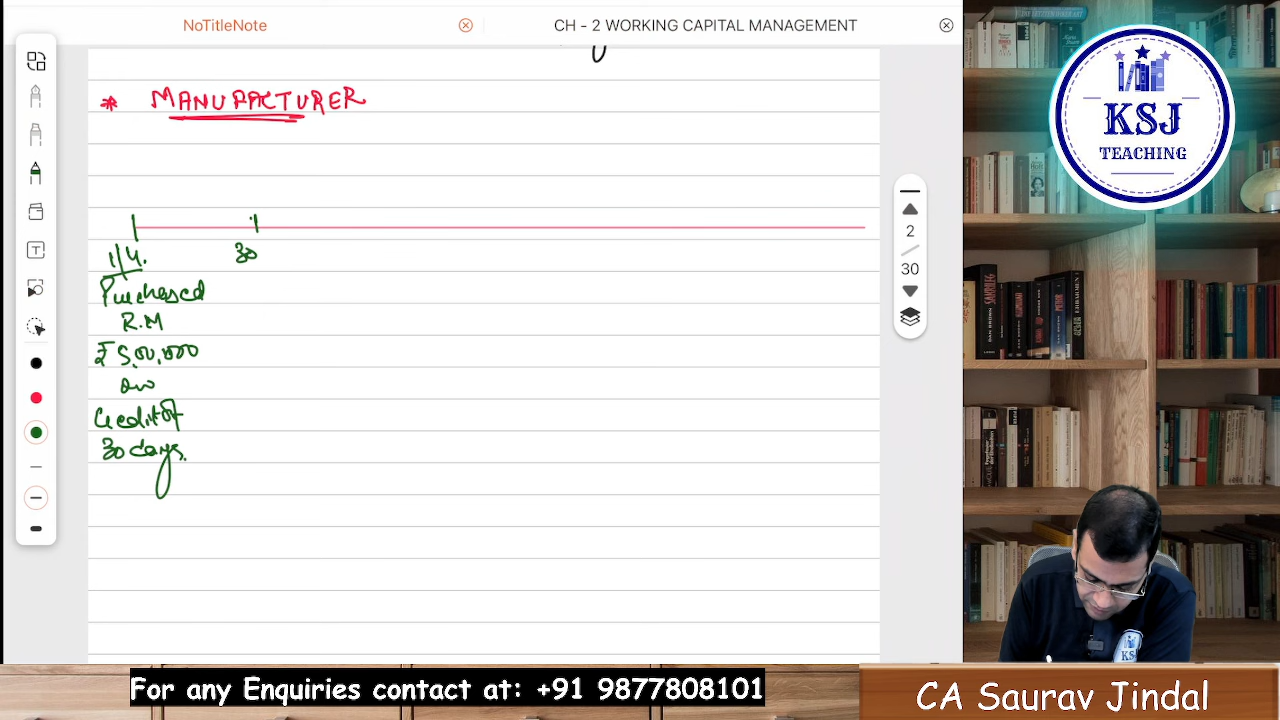 NoTitleNote
CH - 2 WORKING CAPITAL MANAGEMENT
* MANUFACTURER
1/4.
30
Purchased
R.M
₹ 5,00,000
on
Credit of
30 days.
2
30
KSJ
TEACHING
For any Enquiries contact at: +91 9877808101
CA Saurav Jindal